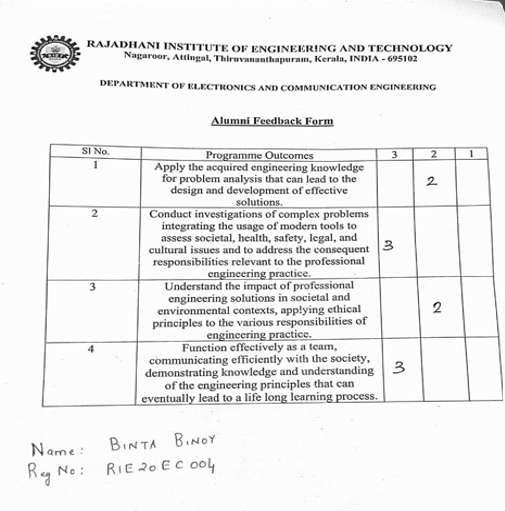 RAJADHANI INSTITUTE OF ENGINEERING AND TECHNOLOGY
Nagaroor, Attingal, Thiruvananthapuram, Kerala, INDIA - 695102
DEPARTMENT OF ELECTRONICS AND COMMUNICATION ENGINEERING
Alumni Feedback Form
Sl No. Programme Outcomes 3 2 1
1 Apply the acquired engineering knowledge
for problem analysis that can lead to the
design and development of effective
solutions.
2
2 Conduct investigations of complex problems
integrating the usage of modern tools to
assess societal, health, safety, legal, and
cultural issues and to address the consequent
responsibilities relevant to the professional
engineering practice.
3
3 Understand the impact of professional
engineering solutions in societal and
environmental contexts, applying ethical
principles to the various responsibilities of
engineering practice.
2
4 Function effectively as a team,
communicating efficiently with the society,
demonstrating knowledge and understanding
of the engineering principles that can
eventually lead to a life long learning process.
3
Name: BINTA BINOY
Reg No: RIE20EC004